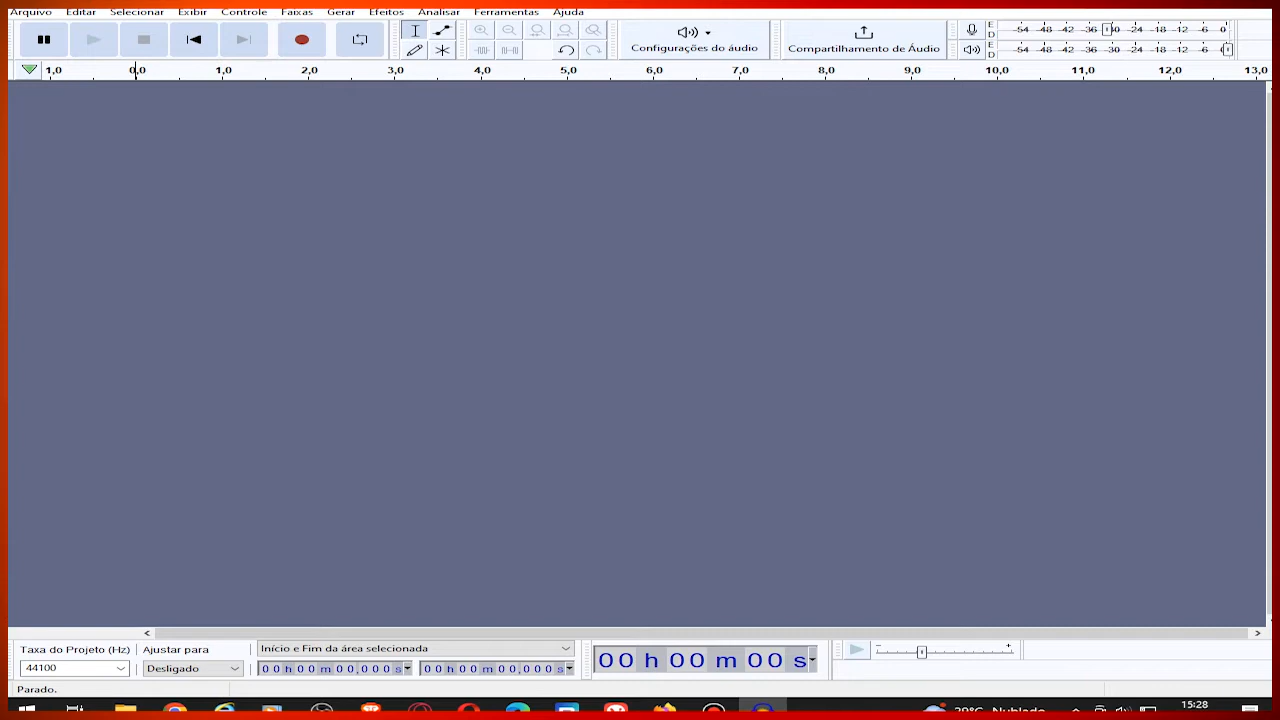 Arquivo Editar Selecionar Exibir Controle Faixas Gerar Efeitos Analisar Ferramentas Ajuda
E D -54 -48 -42 -36 -30 -24 -18 -12 -6 0
Configurações do áudio
Compartilhamento de Áudio
E D -54 -48 -42 -36 -30 -24 -18 -12 -6 0
1,0 0,0 1,0 2,0 3,0 4,0 5,0 6,0 7,0 8,0 9,0 10,0 11,0 12,0 13,0
Taxa do Projeto (Hz) Ajustar para Início e Fim da área selecionada
44100 Desligado 00 h 00 m 00,000 s 00 h 00 m 00,000 s
00 h 00 m 00 s
Parado.
Nublado 15:28